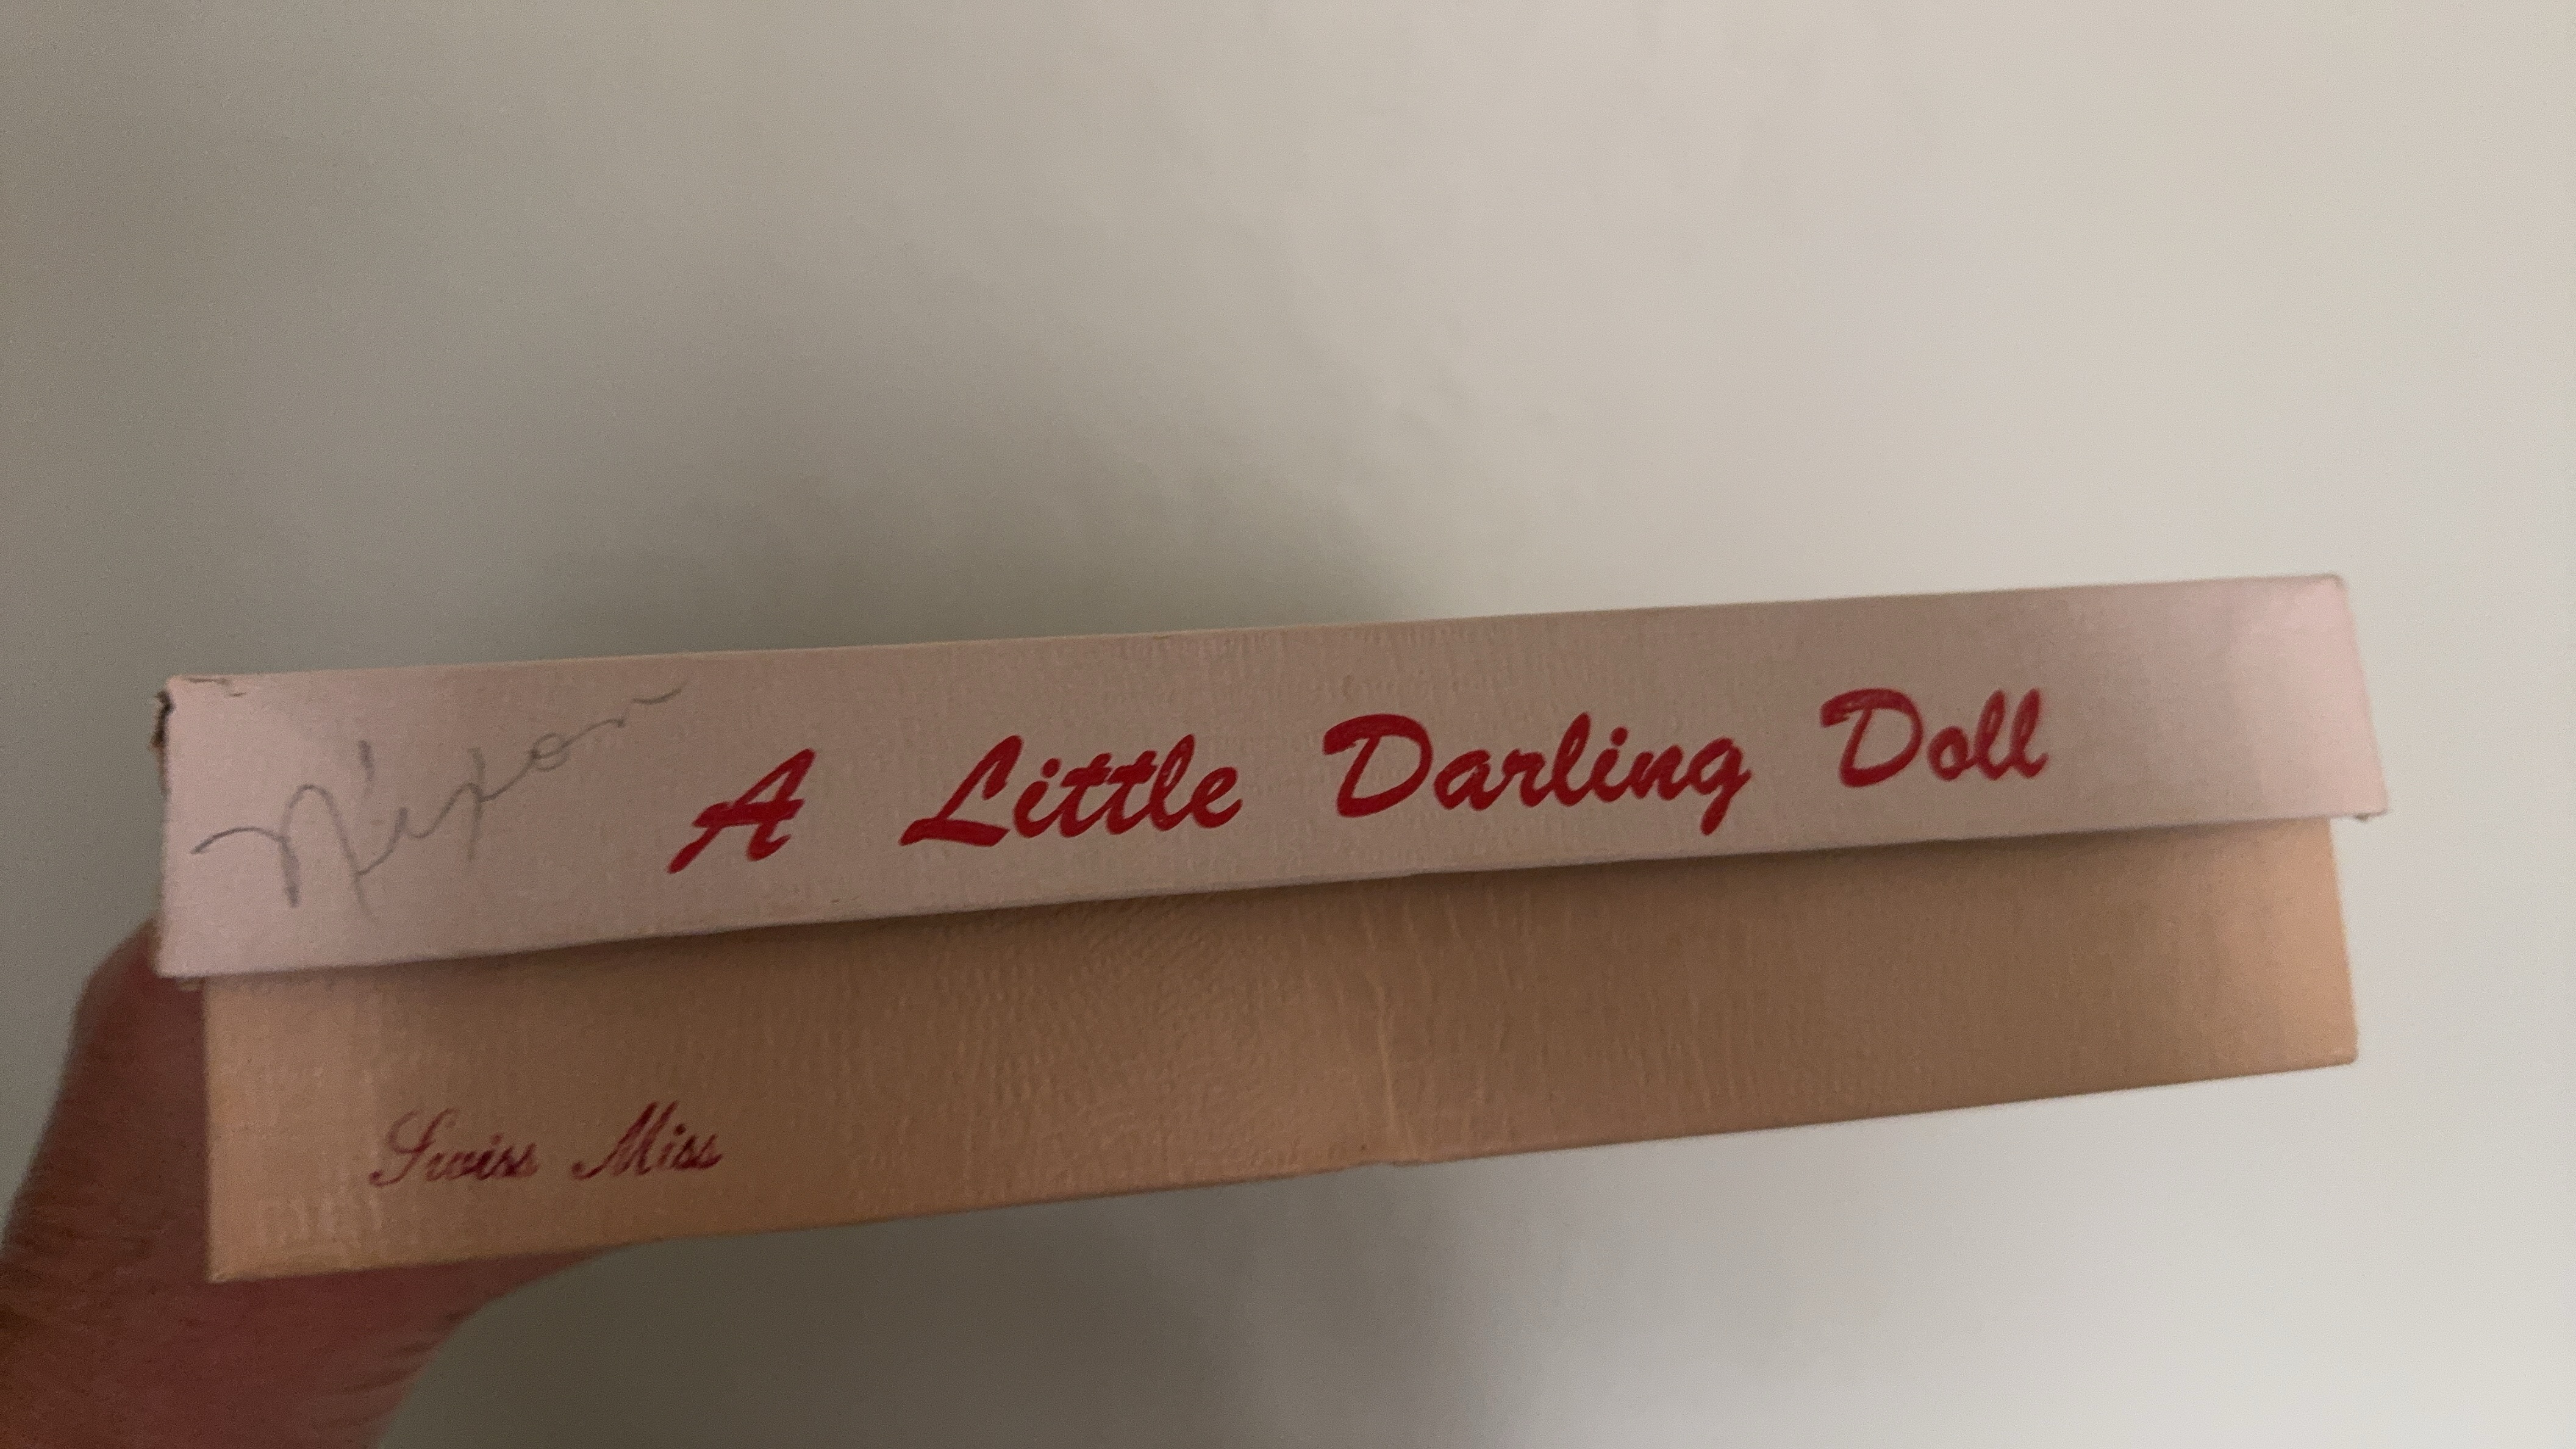 Nixon
A Little Darling Doll
Swiss Miss